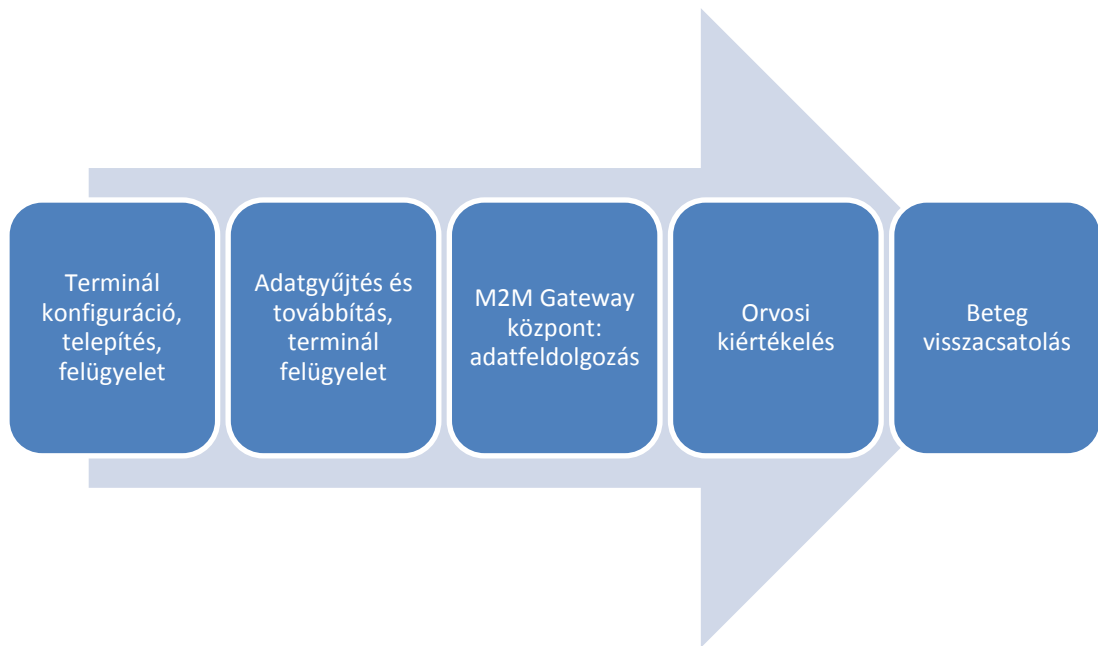 Terminál
konfiguráció,
telepítés,
felügyelet
Adatgyűjtés és
továbbítás,
terminál
felügyelet
M2M Gateway
központ:
adatfeldolgozás
Orvosi
kiértékelés
Beteg
visszacsatolás